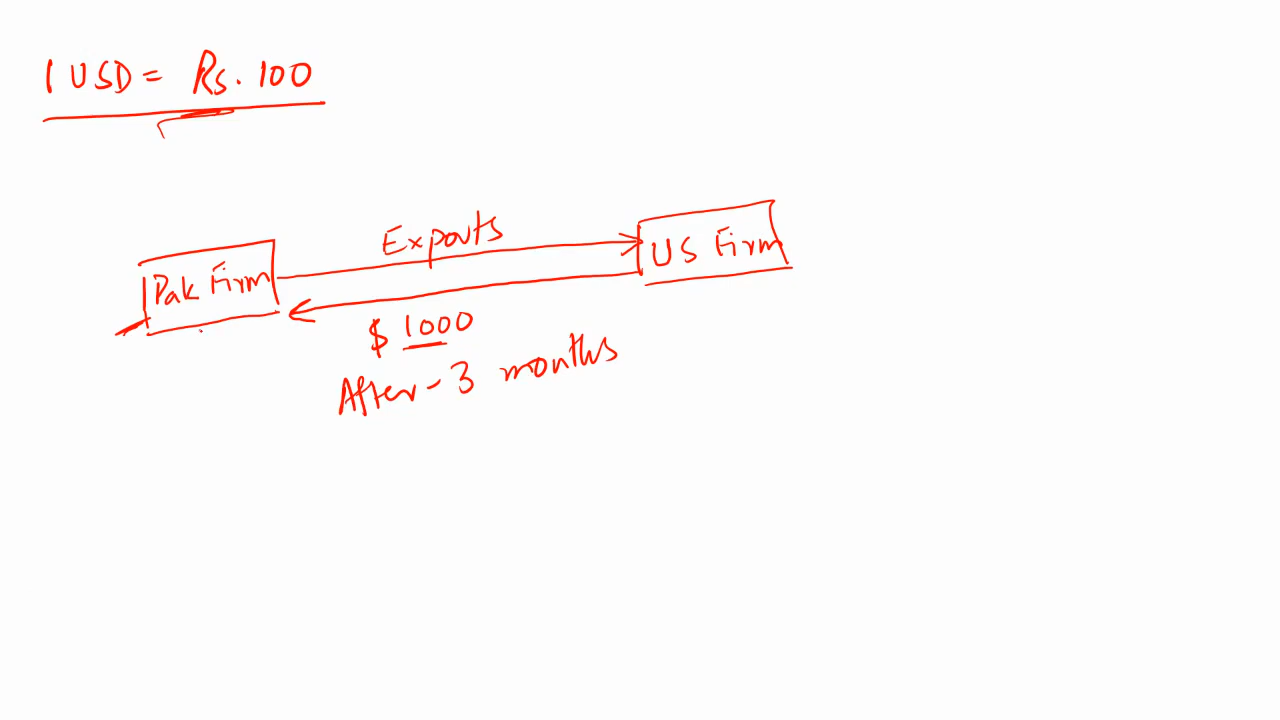 1 USD = Rs. 100
Exports
Pak Firm
US Firm
$ 1000
After - 3 months